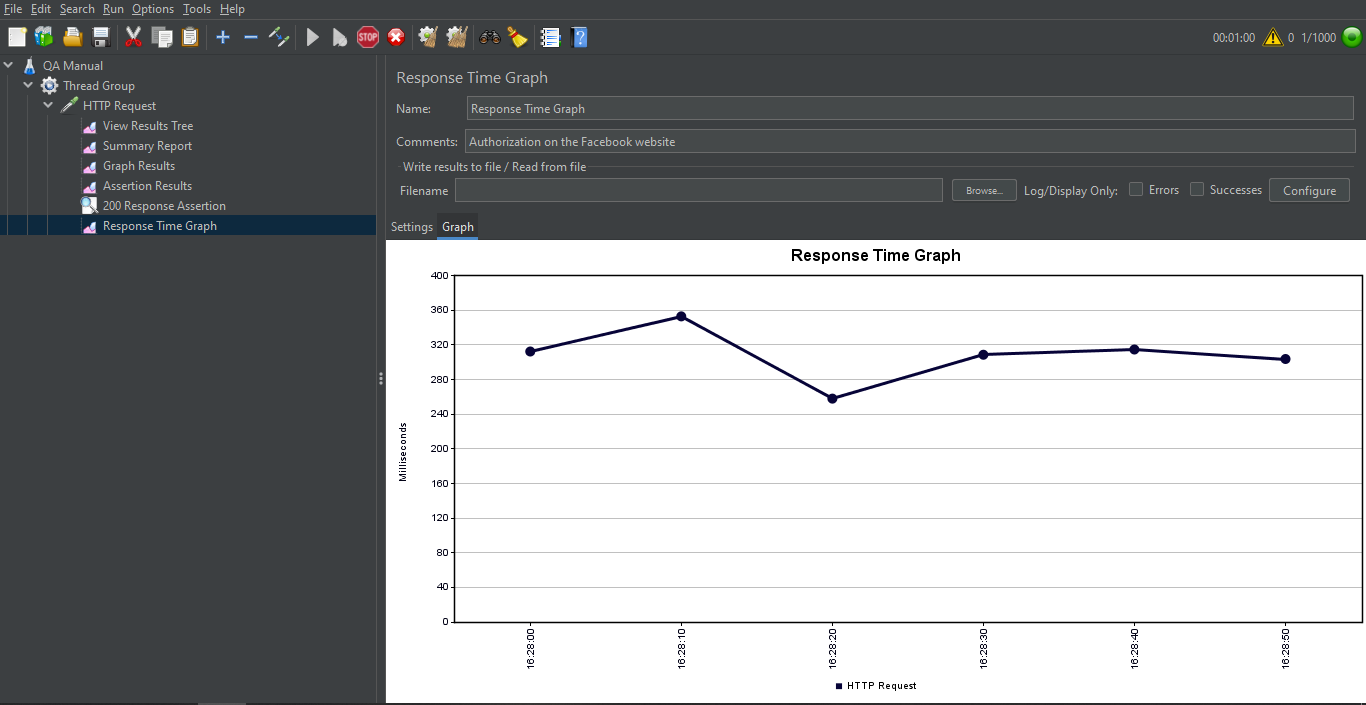 File Edit Search Run Options Tools Help
STOP
?
00:01:00 0 1/1000
QA Manual
Thread Group
HTTP Request
View Results Tree
Summary Report
Graph Results
Assertion Results
200 Response Assertion
Response Time Graph
Response Time Graph
Name: Response Time Graph
Comments: Authorization on the Facebook website
Write results to file / Read from file
Filename Browse... Log/Display Only: Errors Successes Configure
Settings Graph
Response Time Graph
400
360
320
280
240
200
160
120
80
40
0
Milliseconds
16:28:00 16:28:10 16:28:20 16:28:30 16:28:40 16:28:50
HTTP Request